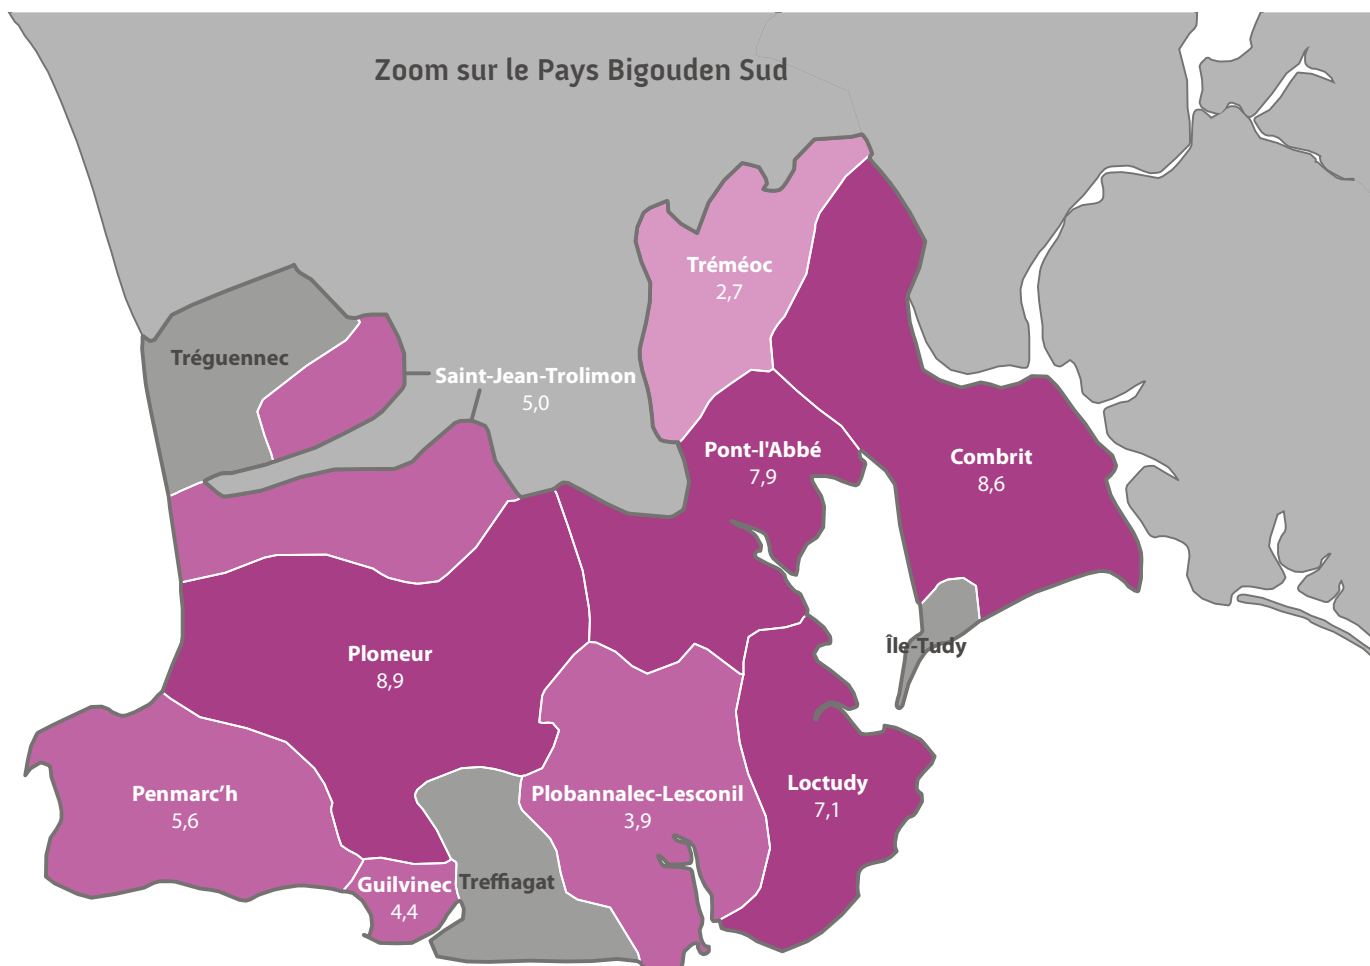 Zoom sur le Pays Bigouden Sud
Tréméoc
2,7
Tréguennec
Saint-Jean-Trolimon
5,0
Pont-l'Abbé
7,9
Combrit
8,6
Île-Tudy
Plomeur
8,9
Penmarc’h
5,6
Plobannalec-Lesconil
3,9
Loctudy
7,1
Guilvinec
4,4
Treffiagat